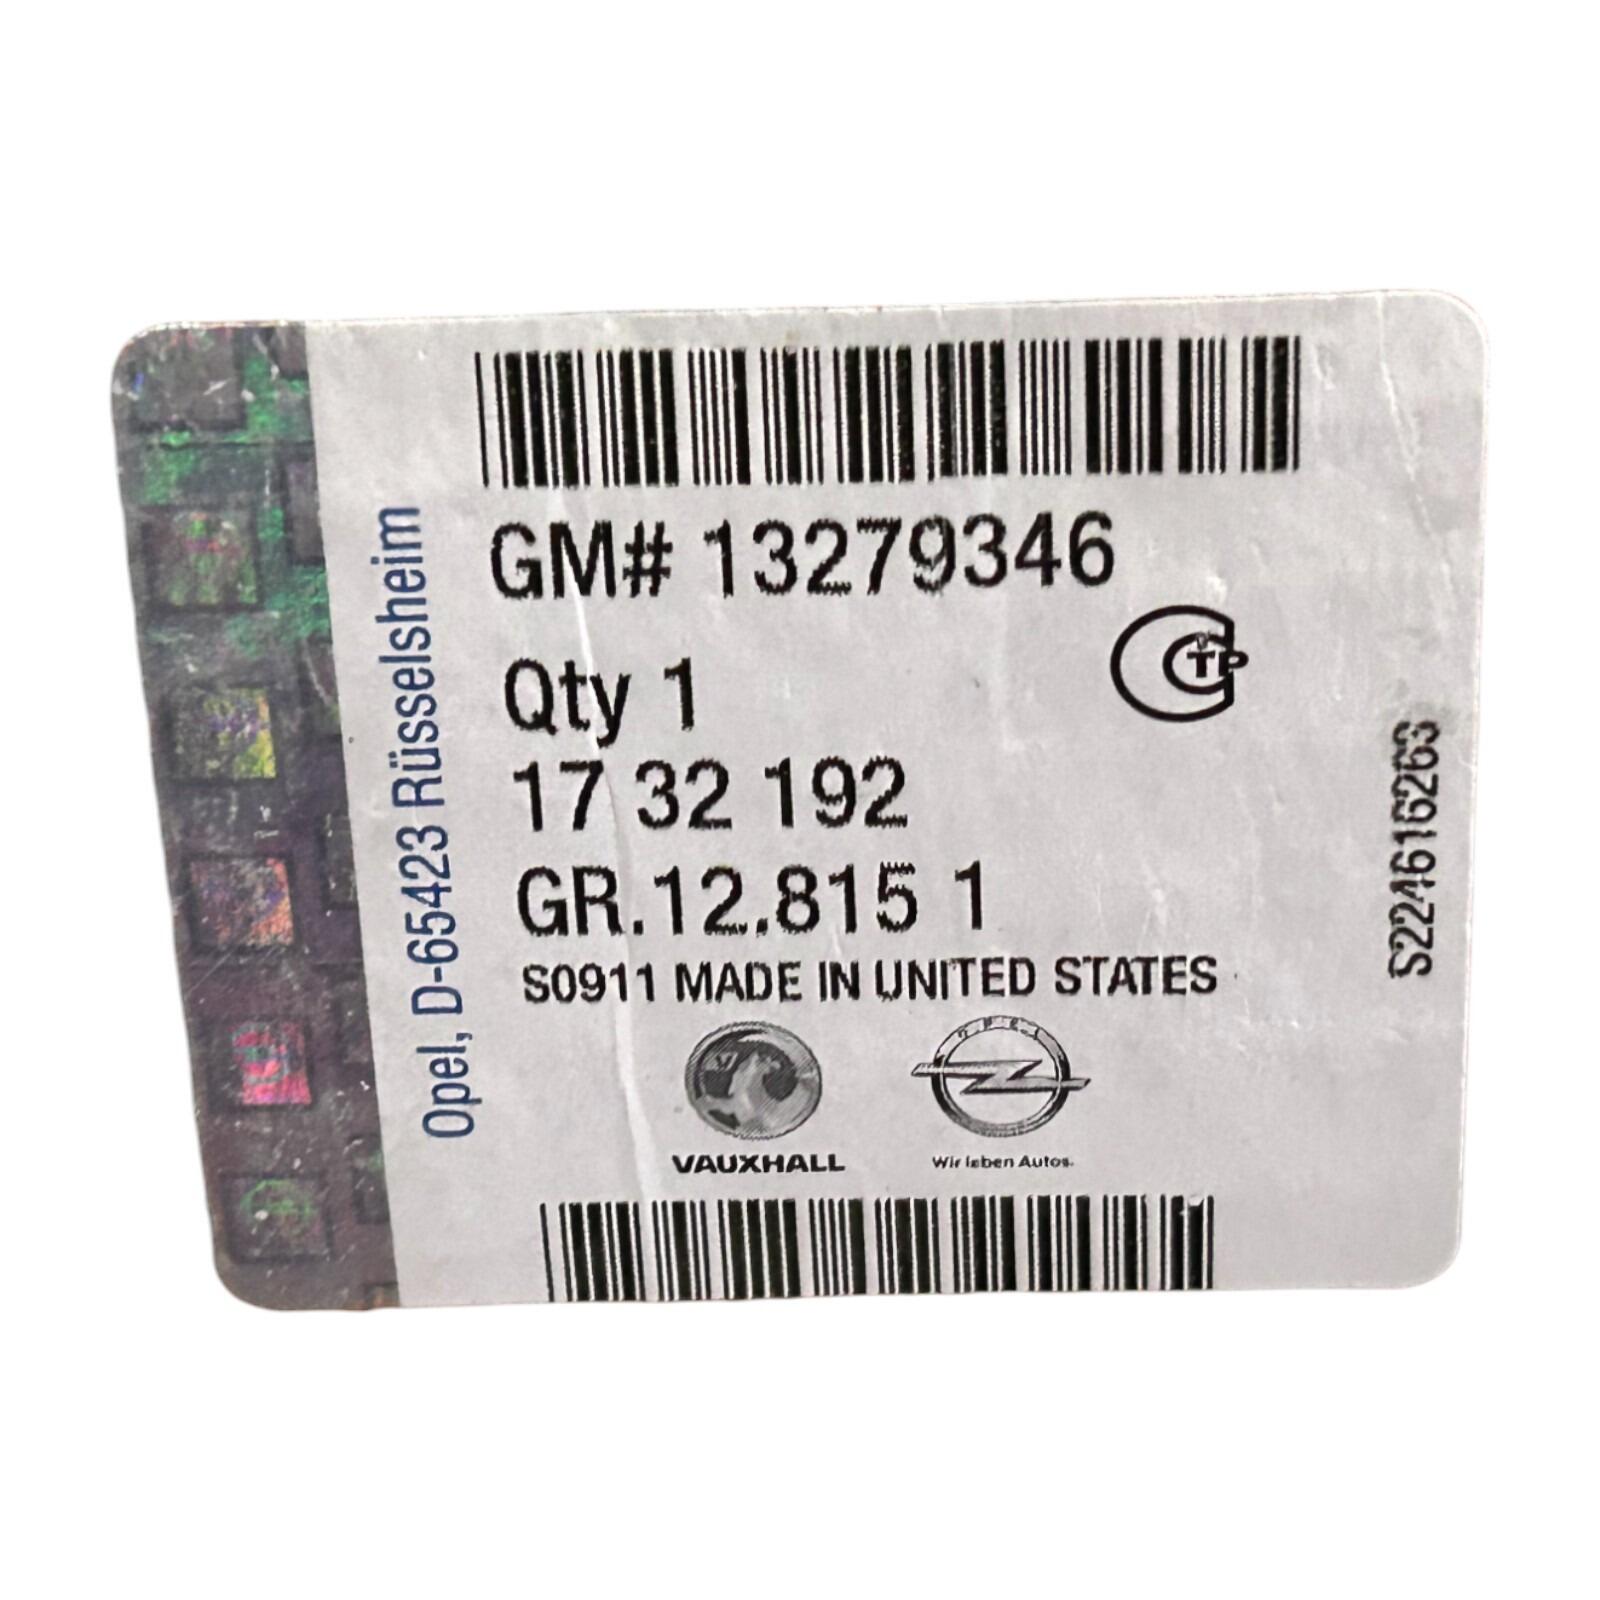 GM# 13279346
Qty 1
17 32 192
GR.12.815 1
S0911 MADE IN UNITED STATES
VAUXHALL
OPEL
Wir leben Autos.
Opel, D-65423 Rüsselsheim
S224616263